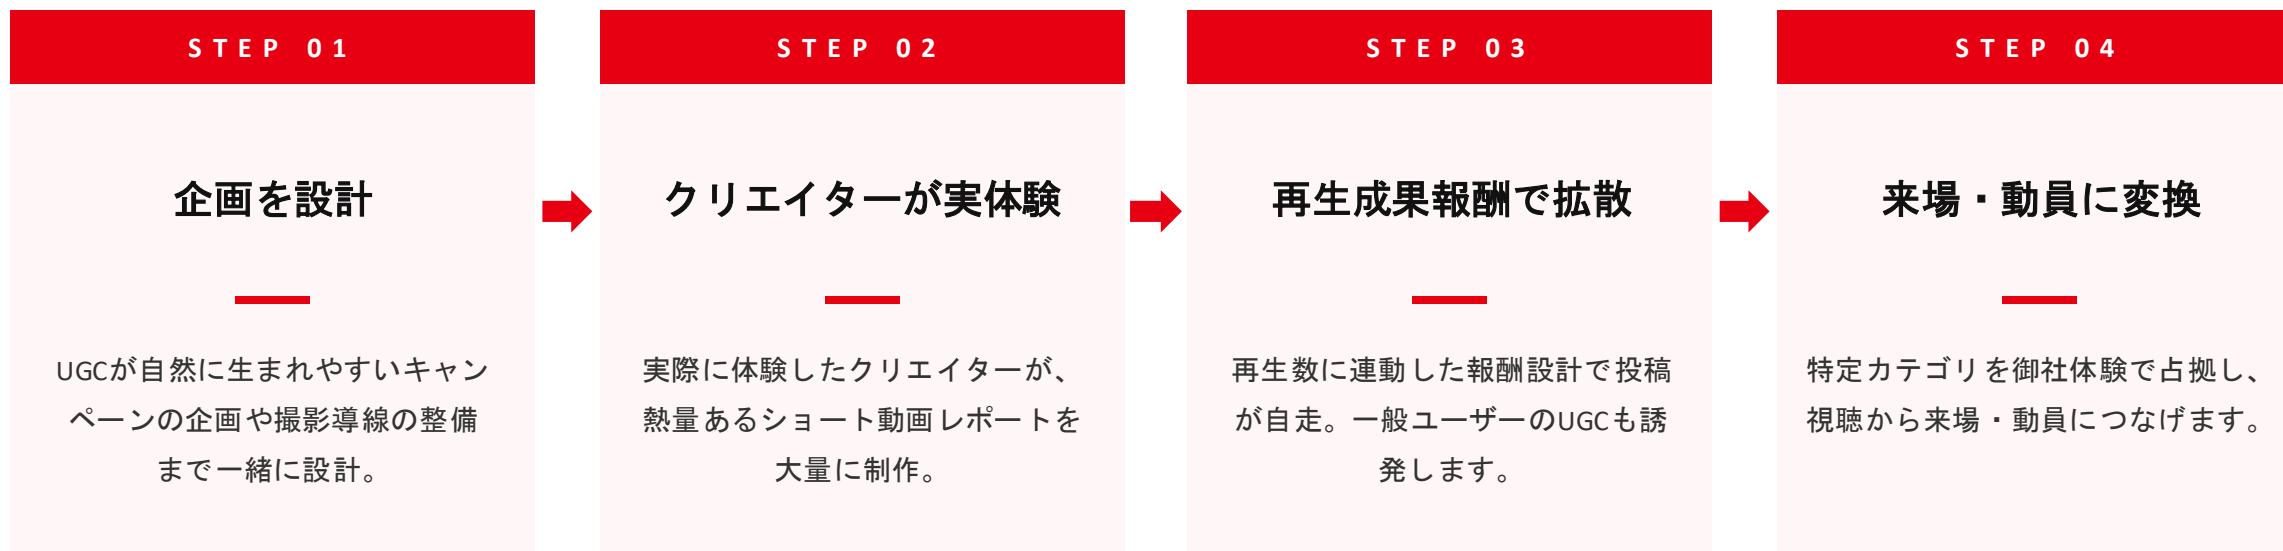 STEP 01
企画を設計
UGCが自然に生まれやすいキャン
ペーンの企画や撮影導線の整備
まで一緒に設計。
STEP 02
クリエイターが実体験
実際に体験したクリエイターが、
熱量あるショート動画レポートを
大量に制作。
STEP 03
再生成果報酬で拡散
再生数に連動した報酬設計で投稿
が自走。一般ユーザーのUGCも誘
発します。
STEP 04
来場・動員に変換
特定カテゴリを御社体験で占拠し、
視聴から来場・動員につなげます。